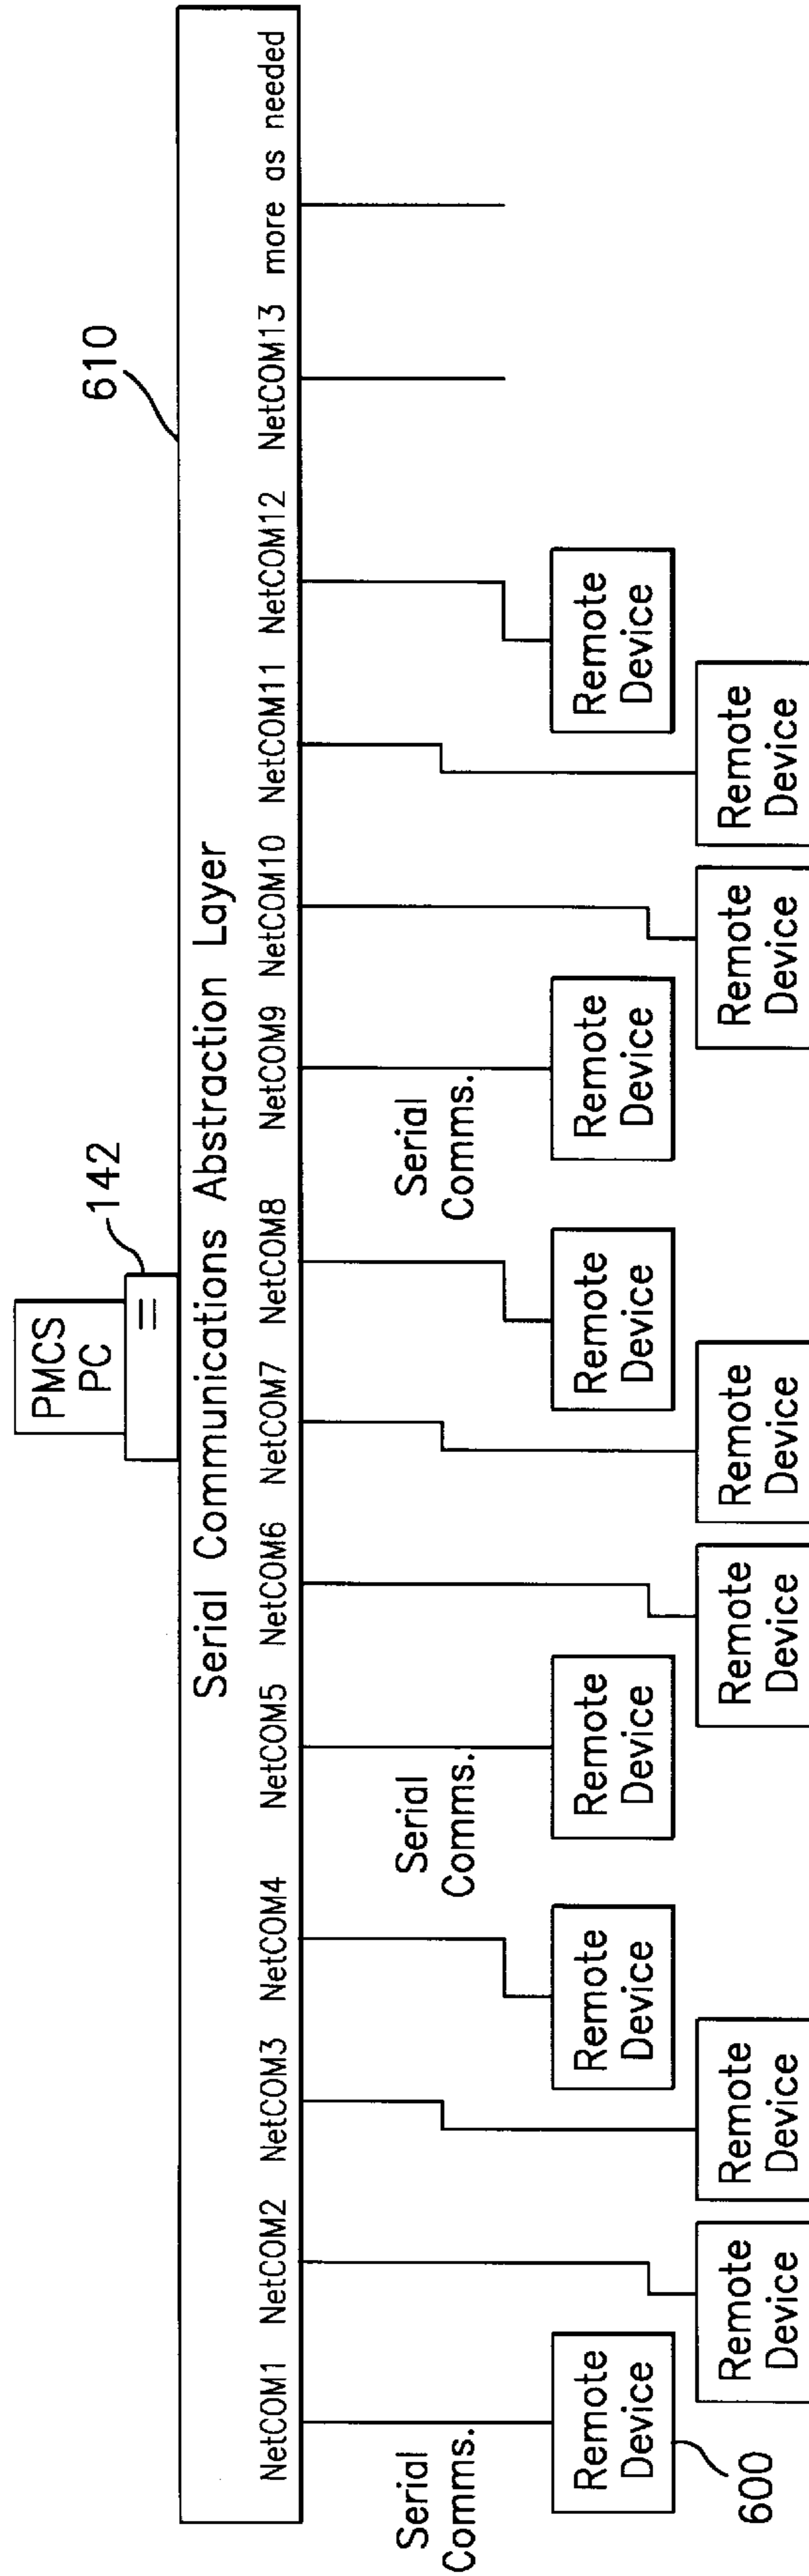 PMCS
PC
142
610
Serial Communications Abstraction Layer
NetCOM1 NetCOM2 NetCOM3 NetCOM4 NetCOM5 NetCOM6 NetCOM7 NetCOM8 NetCOM9 NetCOM10 NetCOM11 NetCOM12 NetCOM13 more as needed
Serial
Comms.
Serial
Comms.
Serial
Comms.
Remote
Device
Remote
Device
Remote
Device
Remote
Device
Remote
Device
Remote
Device
Remote
Device
Remote
Device
Remote
Device
Remote
Device
Remote
Device
Remote
Device
600